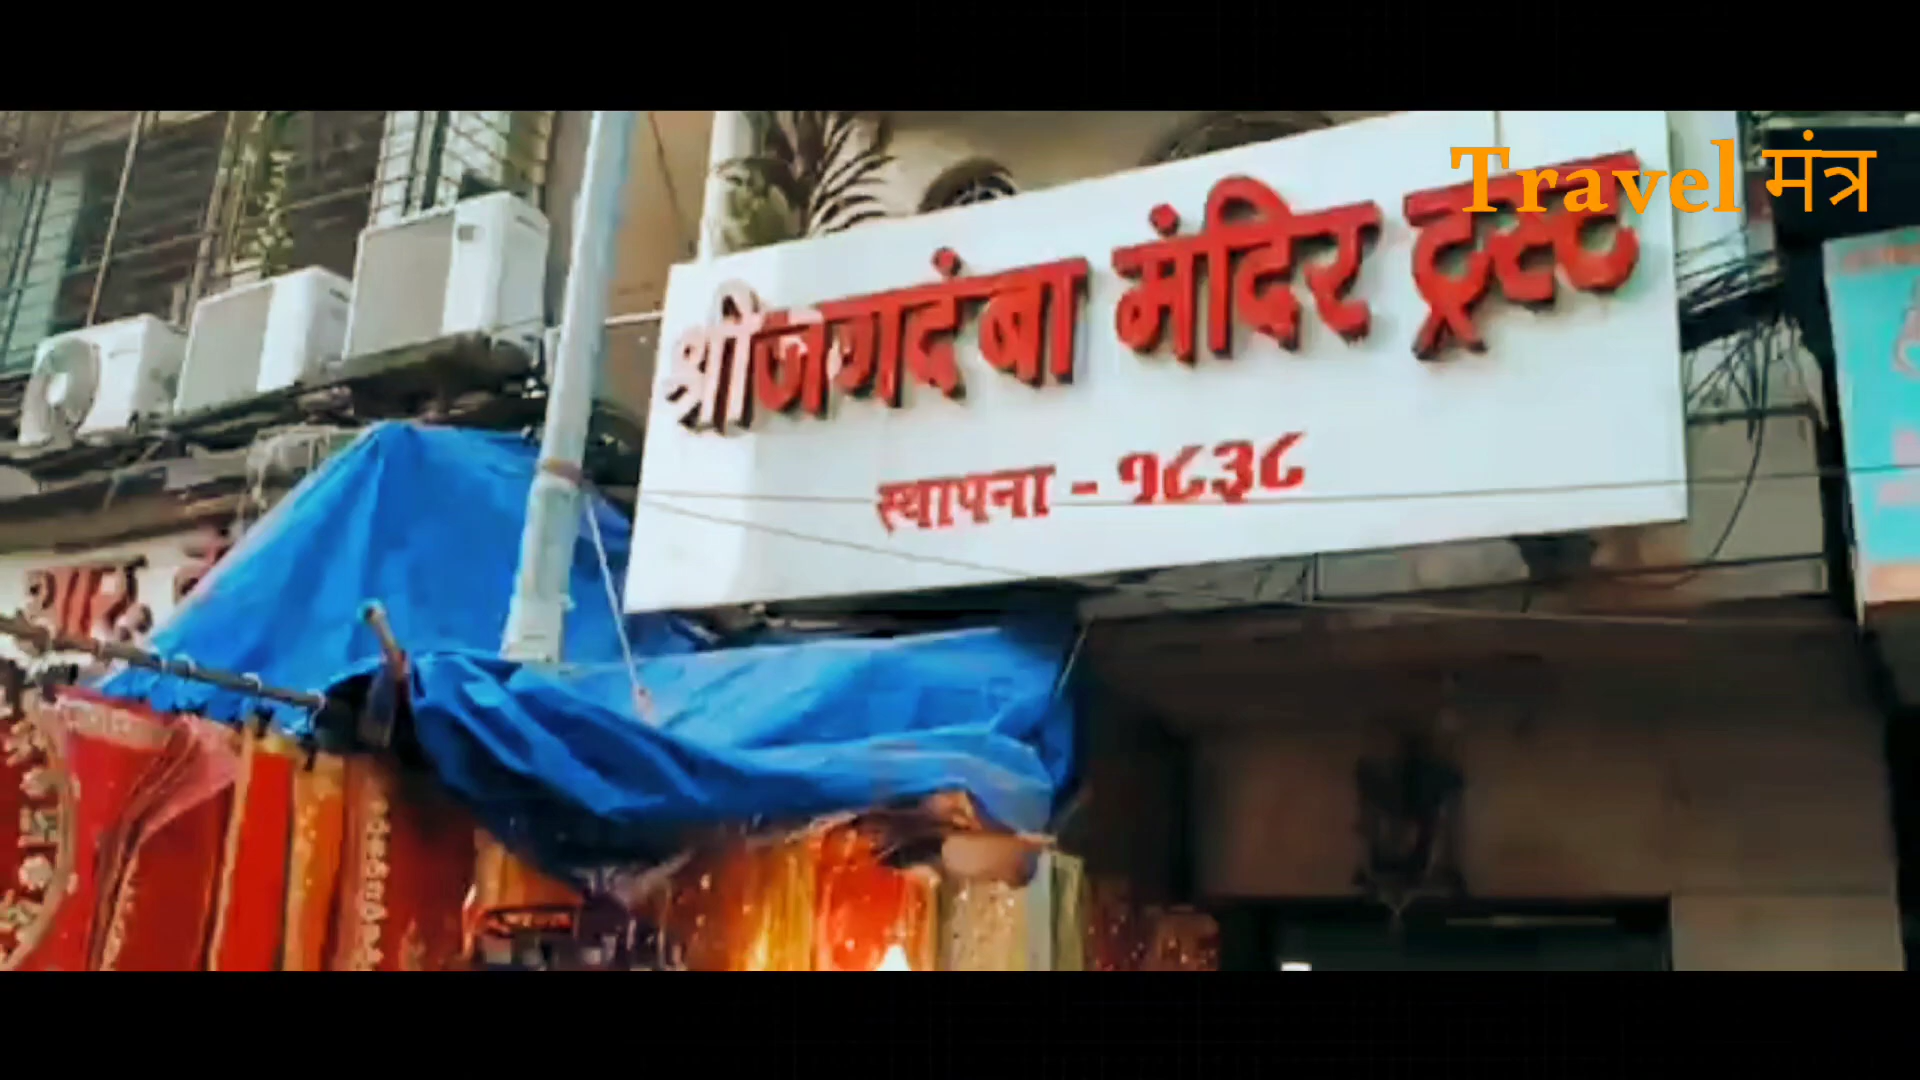 Travel मंत्र
श्री जगदंबा मंदिर ट्रस्ट
स्थापना - १८३८